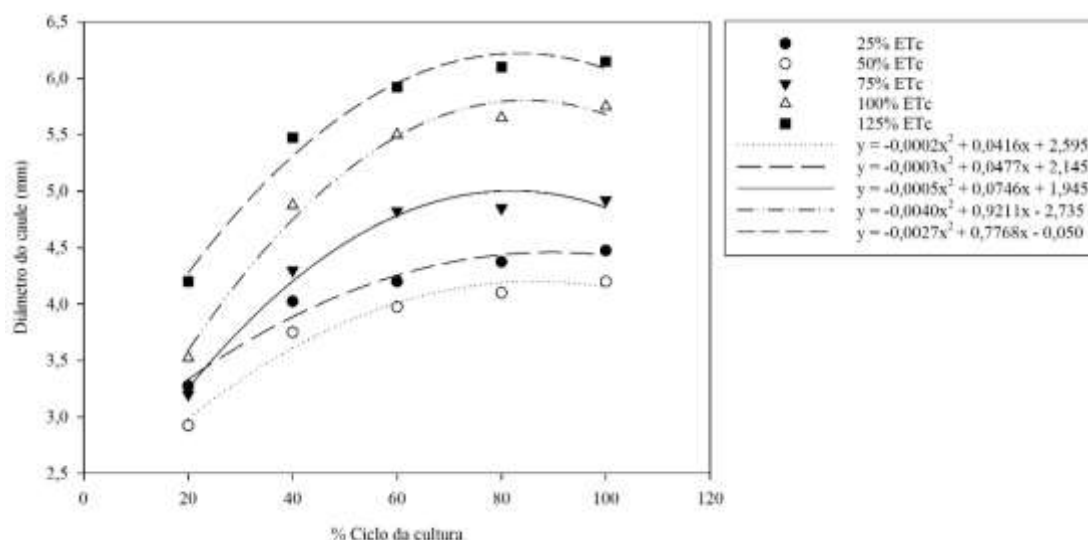 Diâmetro do caule (mm)
6,5
6,0
5,5
5,0
4,5
4,0
3,5
3,0
2,5
0 20 40 60 80 100 120
% Ciclo da cultura
25% ETc
50% ETc
75% ETc
100% ETc
125% ETc
y = -0,0002x² + 0,0416x + 2,595
y = -0,0003x² + 0,0477x + 2,145
y = -0,0005x² + 0,0746x + 1,945
y = -0,0040x² + 0,9211x - 2,735
y = -0,0027x² + 0,7768x - 0,050